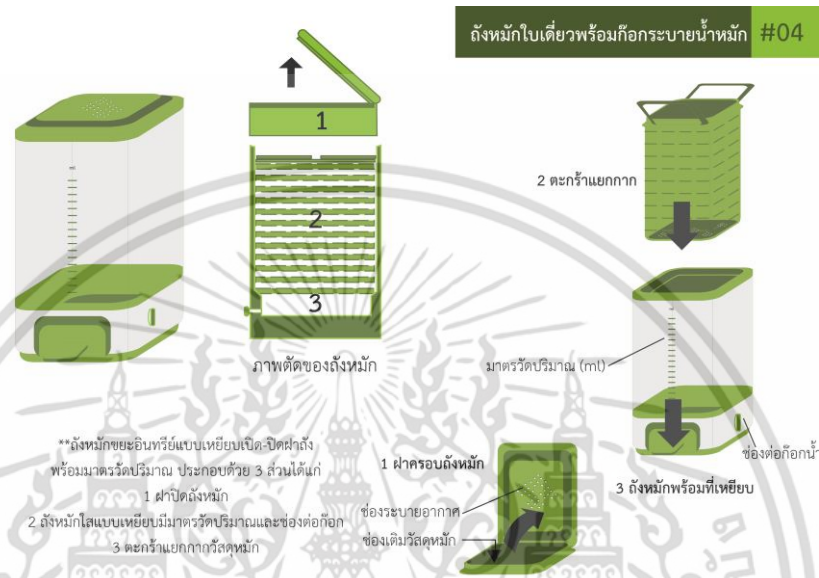 ถังหมักใบเดี่ยวพร้อมก๊อกระบายน้ำหมัก #04
1
2
3
ml
ภาพตัดของถังหมัก
2 ตะกร้าแยกกาก
มาตรวัดปริมาณ (ml)
ช่องต่อก๊อกน้ำ
3 ถังหมักพร้อมที่เหยียบ
1 ฝาครอบถังหมัก
ช่องระบายอากาศ
ช่องเติมวัสดุหมัก
**ถังหมักขยะอินทรีย์แบบเหยียบเปิด-ปิดฝาถัง
พร้อมมาตรวัดปริมาณ ประกอบด้วย 3 ส่วนได้แก่
1 ฝาปิดถังหมัก
2 ถังหมักใสแบบเหยียบมีมาตรวัดปริมาณและช่องต่อก๊อก
3 ตะกร้าแยกกากวัสดุหมัก